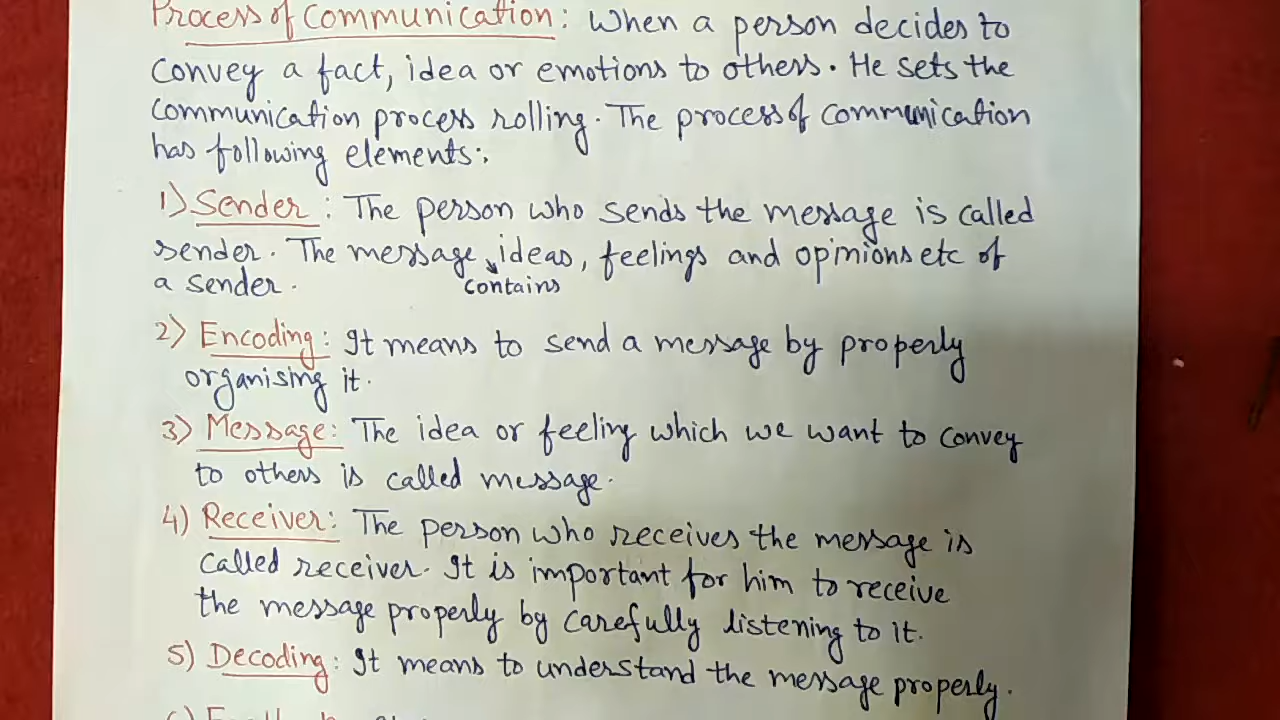 Process of Communication: When a person decides to
convey a fact, idea or emotions to others. He sets the
communication process rolling. The process of communication
has following elements:
1) Sender: The person who sends the message is called
sender. The message ideas, feelings and opinions etc of
contains
a sender.
2) Encoding: It means to send a message by properly
organising it.
3) Message: The idea or feeling which we want to convey
to others is called message.
4) Receiver: The person who receives the message is
called receiver. It is important for him to receive
the message properly by carefully listening to it.
5) Decoding: It means to understand the message properly.